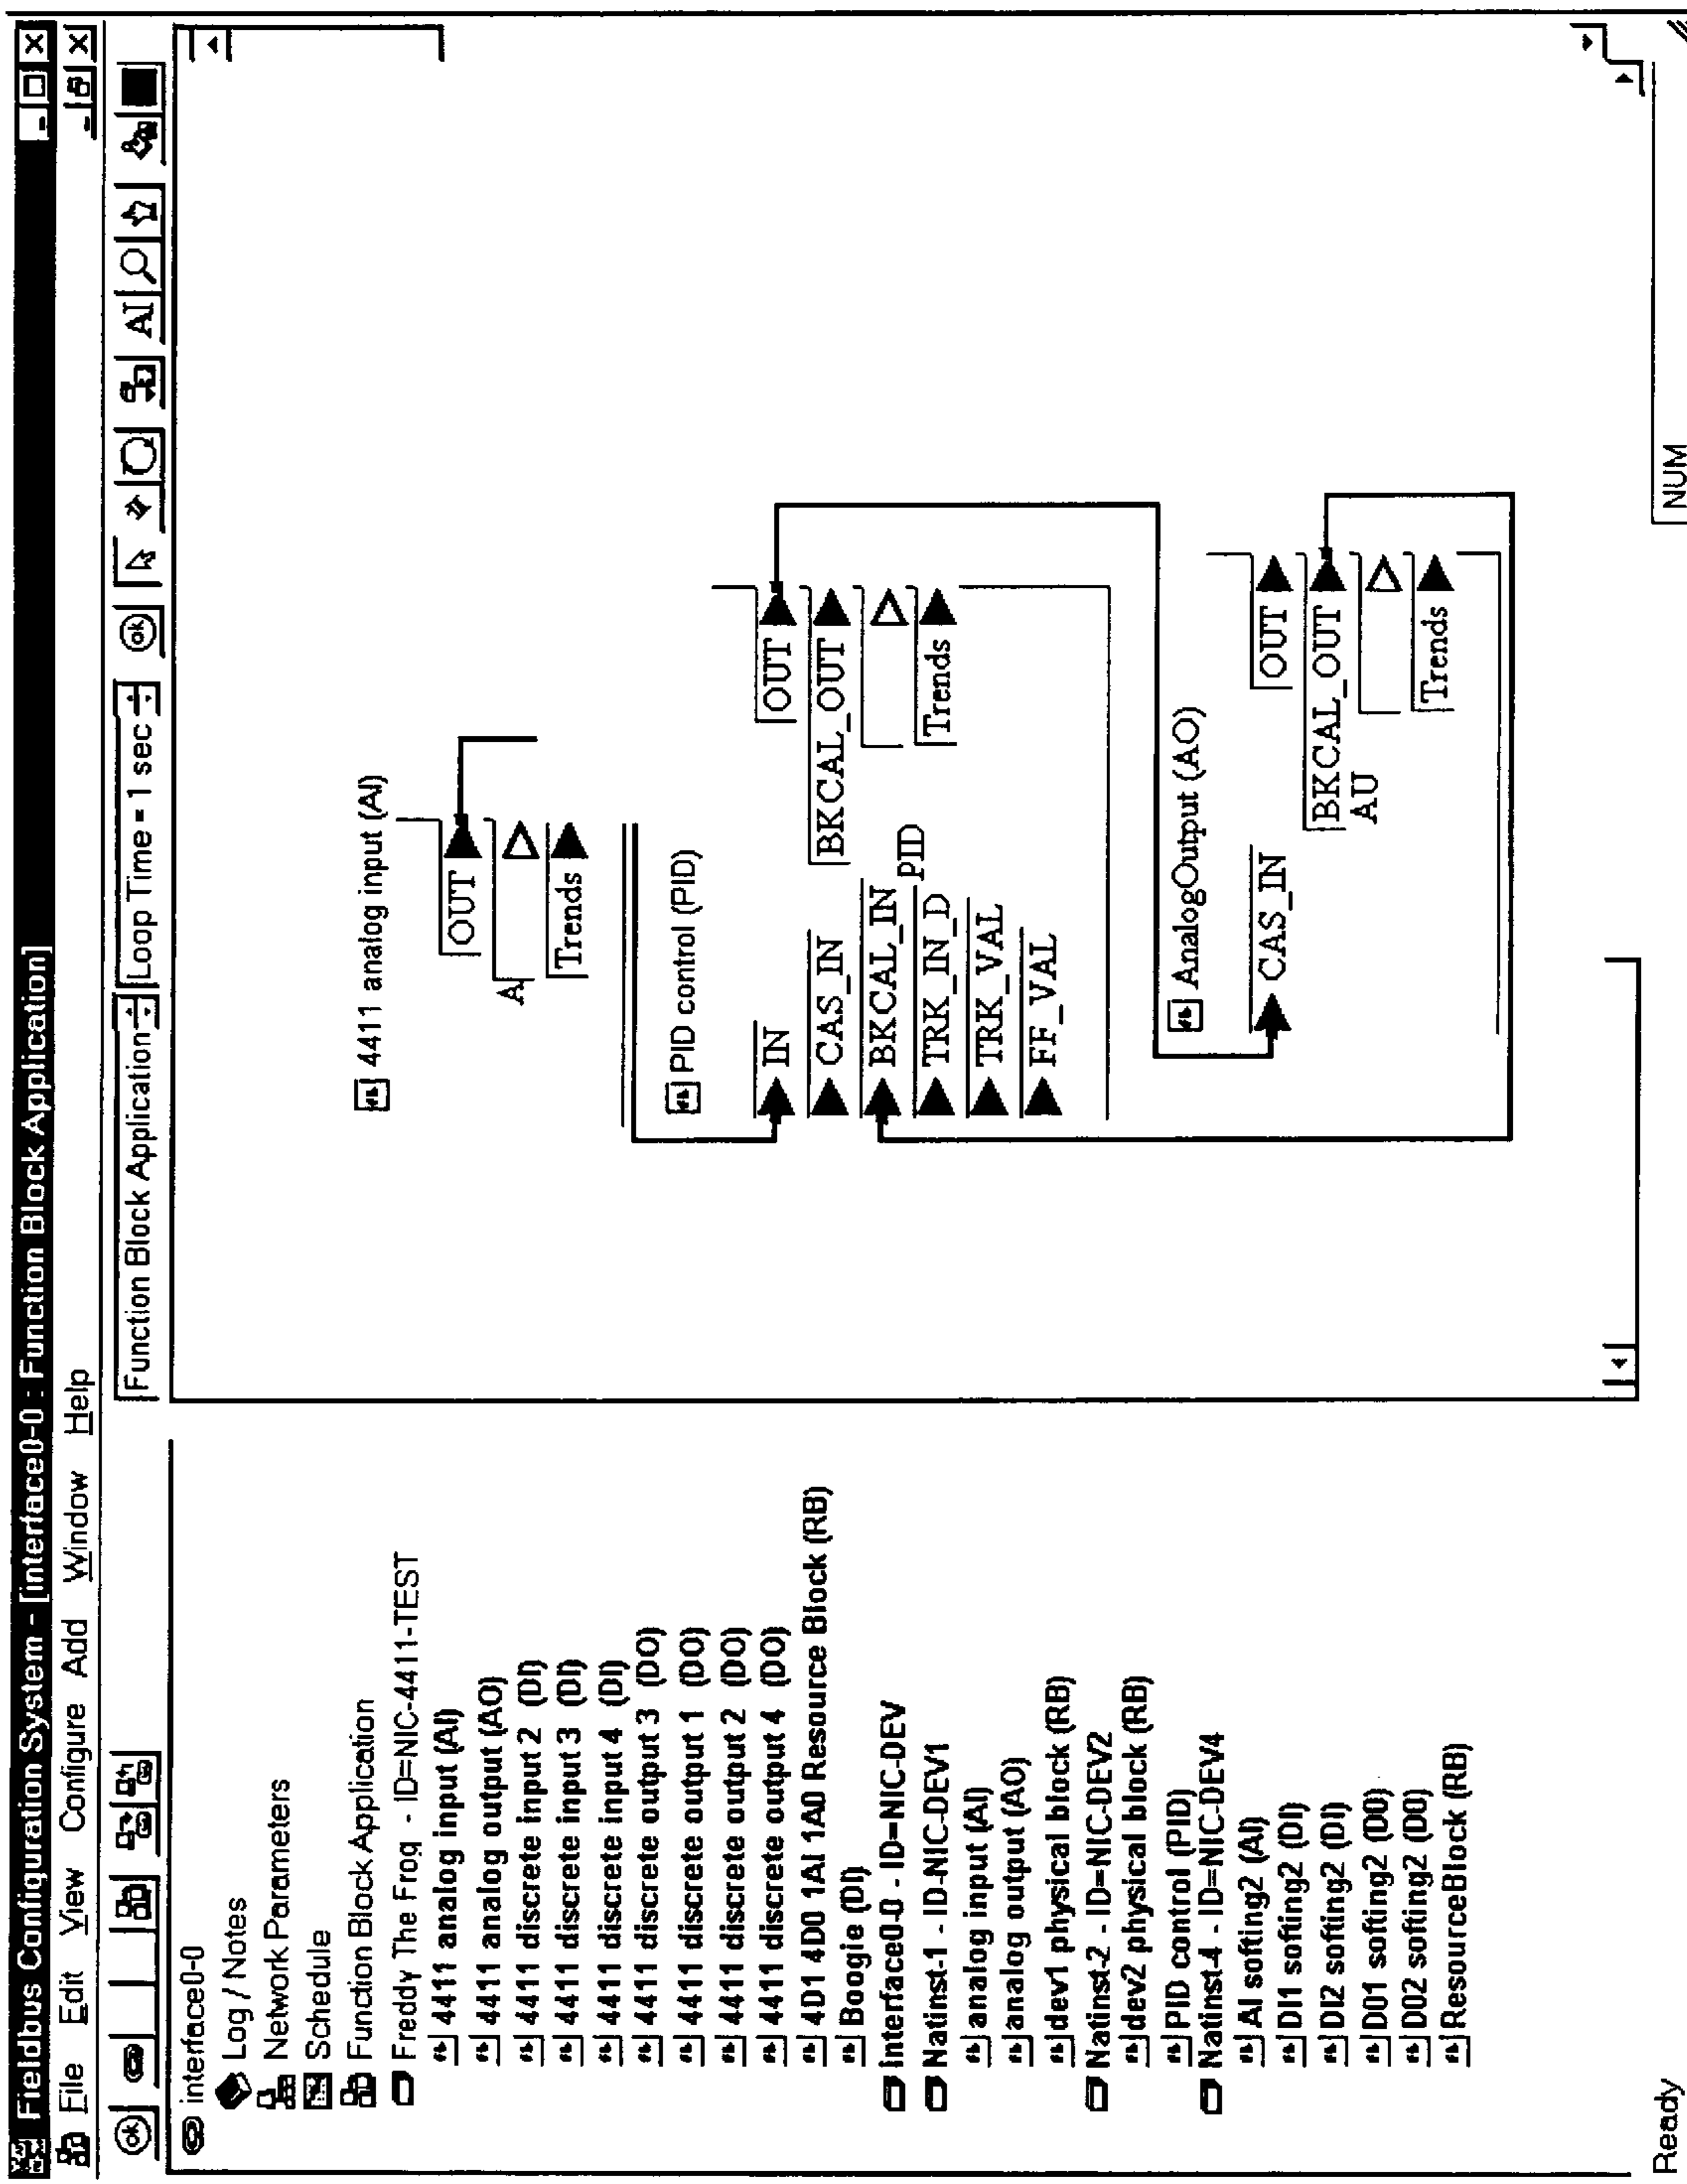 Fieldbus Configuration System - [interface0-0 : Function Block Application]
File Edit View Configure Add Window Help
ok
Function Block Application
Loop Time = 1 sec
ok
AI
interface0-0
Log / Notes
Network Parameters
Schedule
Function Block Application
Freddy The Frog - ID=NIC-4411-TEST
4411 analog input (AI)
4411 analog output (AO)
4411 discrete input 2 (DI)
4411 discrete input 3 (DI)
4411 discrete input 4 (DI)
4411 discrete output 3 (DO)
4411 discrete output 1 (DO)
4411 discrete output 2 (DO)
4411 discrete output 4 (DO)
4D1 4D0 1AI 1A0 Resource Block (RB)
Boogie (DI)
interface0-0 - ID=NIC-DEV
Natinst-1 - ID-NIC-DEV1
analog input (AI)
analog output (AO)
dev1 physical block (RB)
Natinst-2 - ID=NIC-DEV2
dev2 physical block (RB)
PID control (PID)
Natinst-4 - ID=NIC-DEV4
AI softing2 (AI)
DI1 softing2 (DI)
DI2 softing2 (DI)
D01 softing2 (D0)
D02 softing2 (D0)
ResourceBlock (RB)
4411 analog input (AI)
OUT
AI
Trends
PID control (PID)
IN
OUT
CAS_IN
BKCAL_OUT
BKCAL_IN
PID
TRK_IN_D
Trends
TRK_VAL
FF_VAL
AnalogOutput (AO)
CAS_IN
OUT
BKCAL_OUT
AU
Trends
Ready
NUM